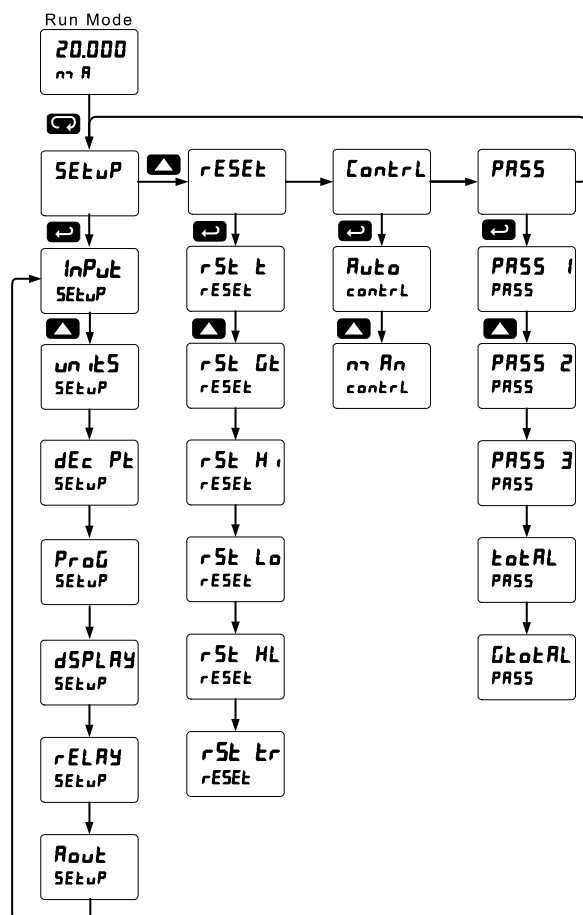 Run Mode
20.000
mA
SEtuP
rESEt
ContrL
PASS
InPut
SEtuP
rSt t
rESEt
Auto
contrL
PASS 1
PASS
unitS
SEtuP
rSt Gt
rESEt
mAn
contrL
PASS 2
PASS
dEc Pt
SEtuP
rSt Hi
rESEt
PASS 3
PASS
ProG
SEtuP
rSt Lo
rESEt
totAL
PASS
dSPLAY
SEtuP
rSt HL
rESEt
GtotAL
PASS
rELAY
SEtuP
rSt tr
rESEt
Aout
SEtuP